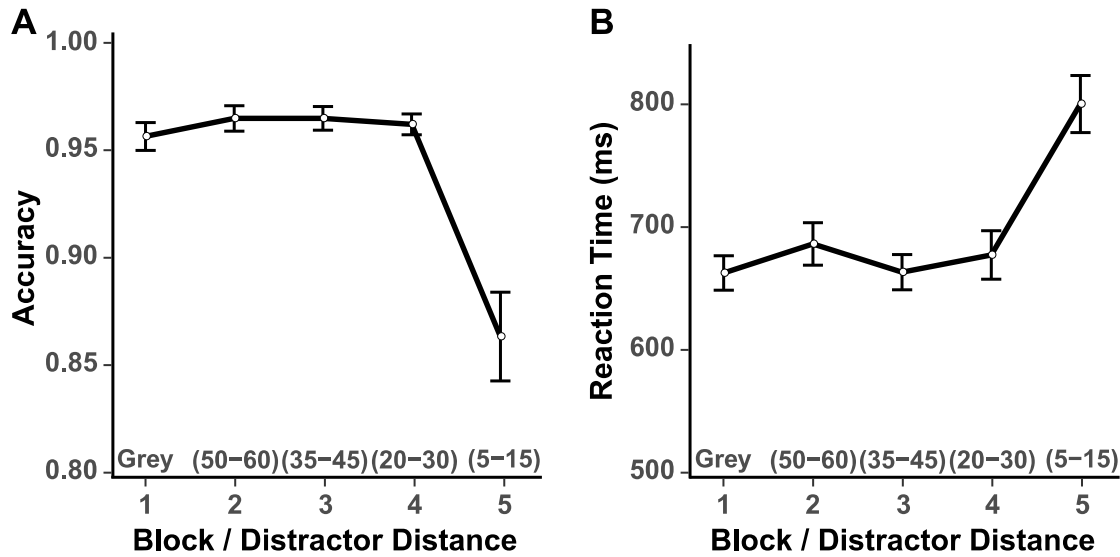 A
Accuracy
1.00
0.95
0.90
0.85
0.80
Grey (50−60) (35−45) (20−30) (5−15)
1 2 3 4 5
Block / Distractor Distance
B
Reaction Time (ms)
800
700
600
500
Grey (50−60) (35−45) (20−30) (5−15)
1 2 3 4 5
Block / Distractor Distance